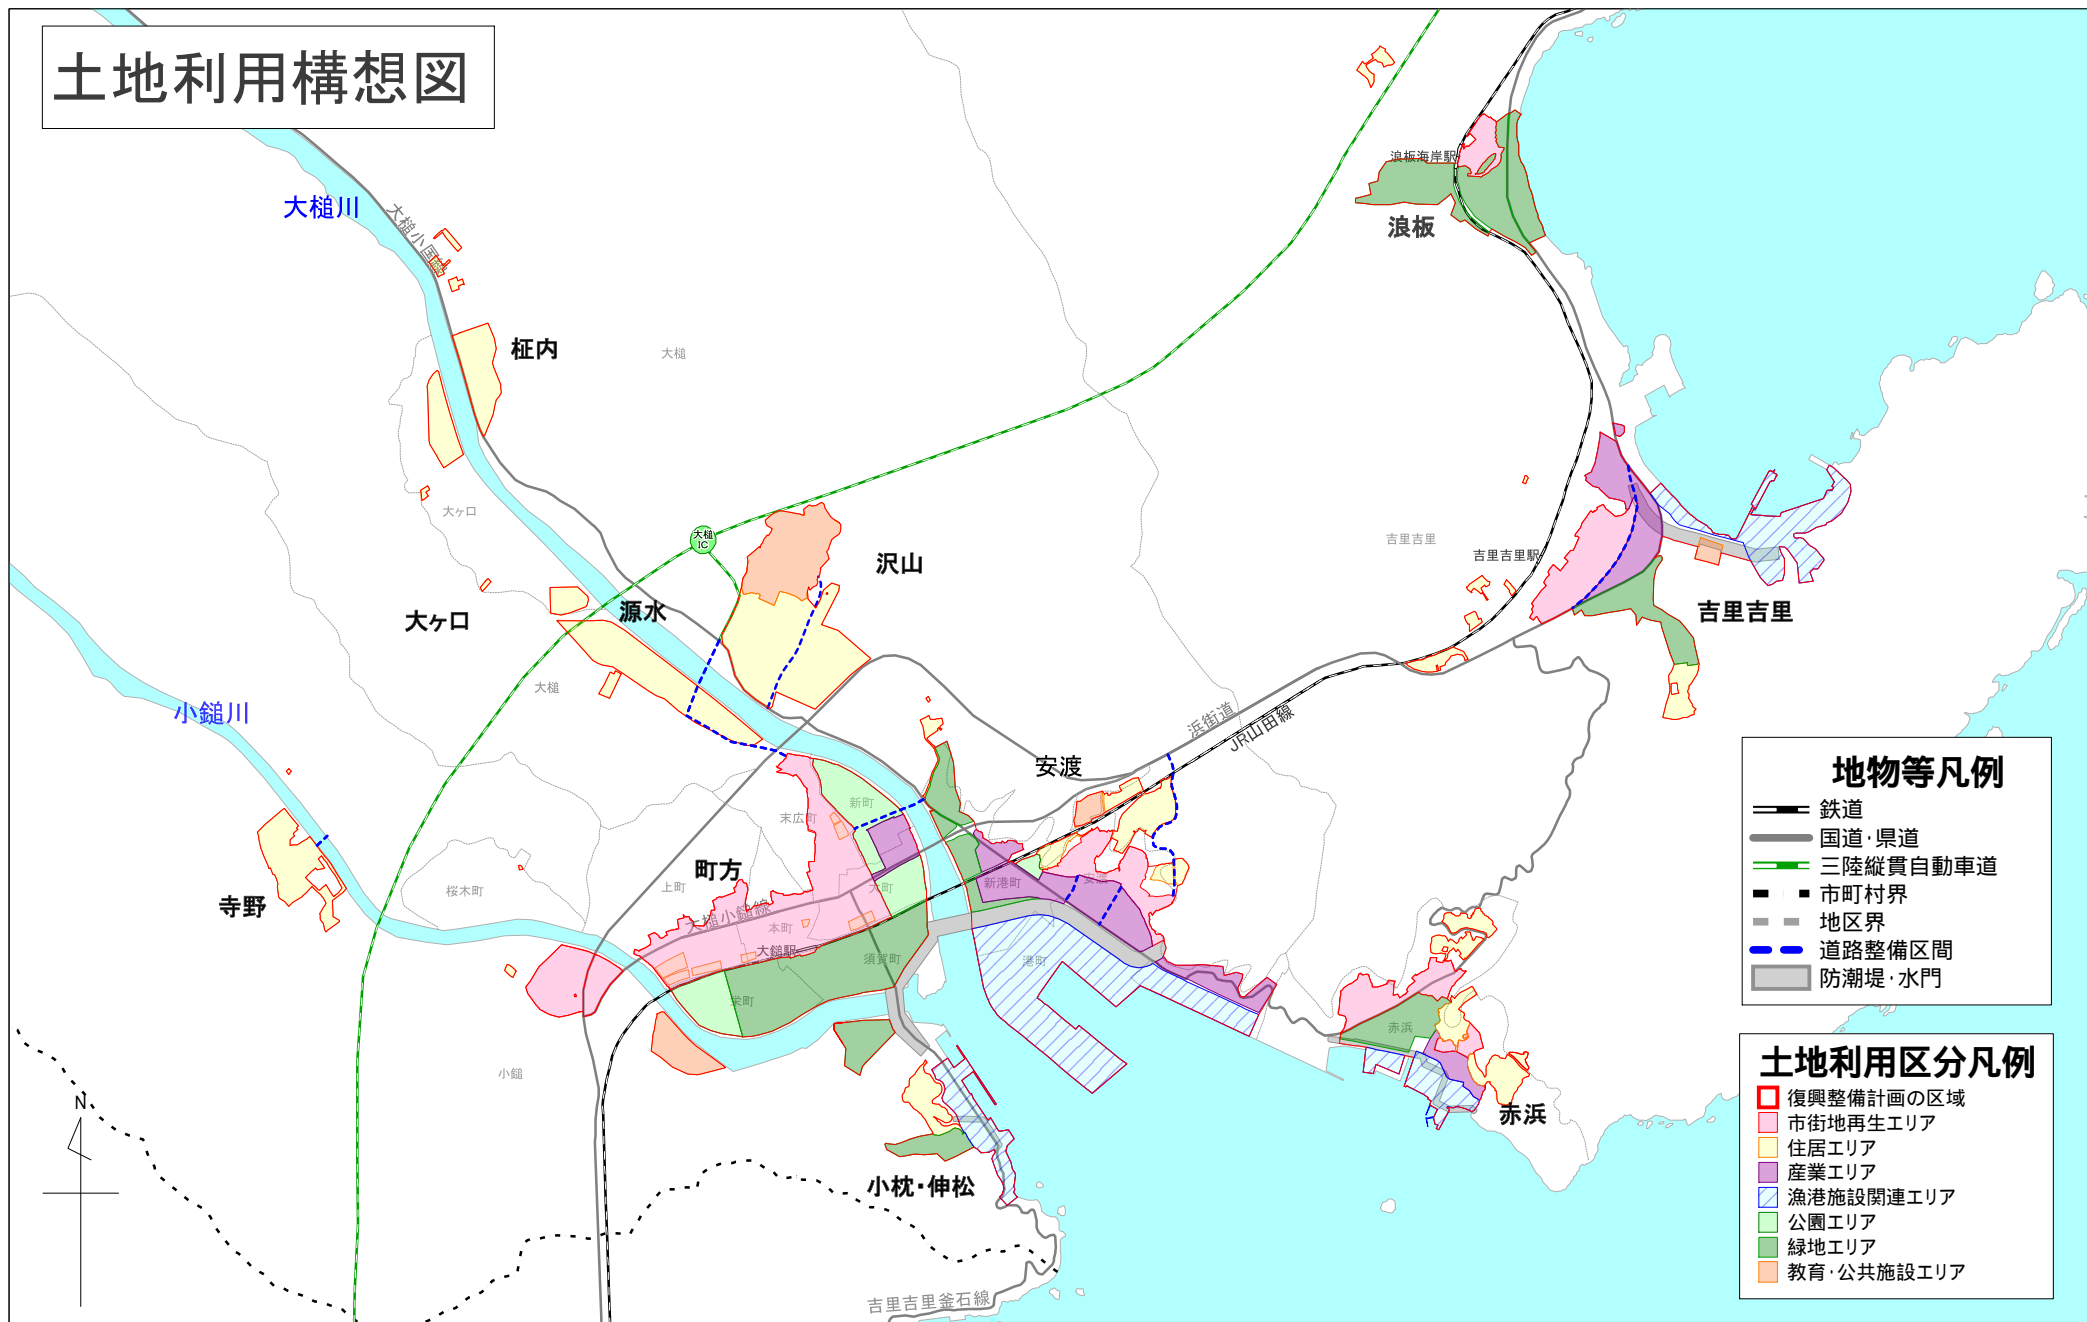 土地利用構想図
大槌川
大槌小国線
浪板海岸駅
浪板
柾内
大槌
大ヶ口
大槌
IC
沢山
吉里吉里
吉里吉里駅
吉里吉里
源水
大ヶ口
大槌
小鎚川
浜街道
JR山田線
安渡
新町
末広町
町方
上町
大町
桜木町
寺野
新港町
安渡
大槌小鎚線
本町
大鎚駅
須賀町
港町
栄町
赤浜
小鎚
赤浜
小枕・伸松
吉里吉里釜石線
N
地物等凡例
鉄道
国道・県道
三陸縦貫自動車道
市町村界
地区界
道路整備区間
防潮堤・水門
土地利用区分凡例
復興整備計画の区域
市街地再生エリア
住居エリア
産業エリア
漁港施設関連エリア
公園エリア
緑地エリア
教育・公共施設エリア